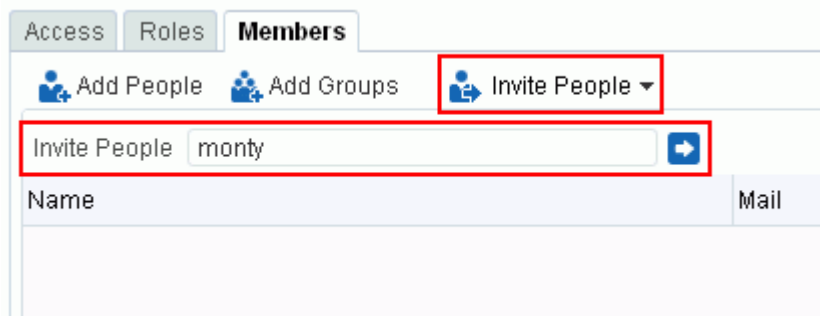 Access Roles Members
Add People Add Groups Invite People
Invite People monty
Name Mail